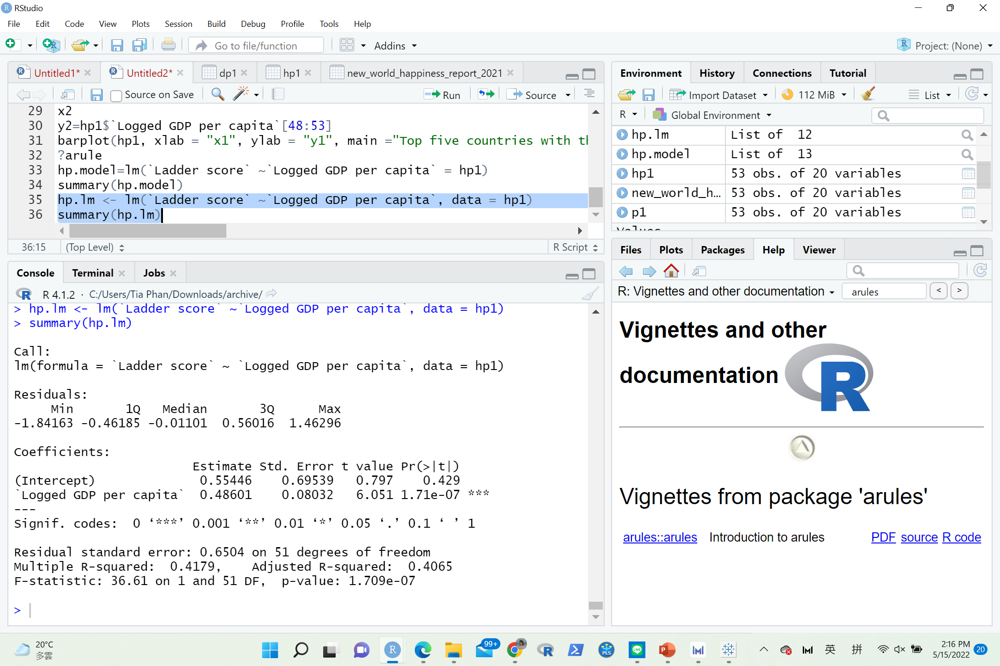 RStudio
File Edit Code View Plots Session Build Debug Profile Tools Help
Go to file/function Addins Project: (None)
Untitled1* Untitled2* dp1 hp1 new_world_happiness_report_2021
Source on Save Run Source
29 x2
30 y2=hp1$`Logged GDP per capita`[48:53]
31 barplot(hp1, xlab = "x1", ylab = "y1", main ="Top five countries with
32 ?arule
33 hp.model=lm(`Ladder score` ~`Logged GDP per capita` = hp1)
34 summary(hp.model)
35 hp.lm <- lm(`Ladder score` ~`Logged GDP per capita`, data = hp1)
36 summary(hp.lm)
36:15 (Top Level) R Script
Console Terminal Jobs
R 4.1.2 · C:/Users/Tia Phan/Downloads/archive/
> hp.lm <- lm(`Ladder score` ~`Logged GDP per capita`, data = hp1)
> summary(hp.lm)
Call:
lm(formula = `Ladder score` ~ `Logged GDP per capita`, data = hp1)
Residuals:
Min 1Q Median 3Q Max
-1.84163 -0.46185 -0.01101 0.56016 1.46296
Coefficients:
Estimate Std. Error t value Pr(>|t|)
(Intercept) 0.55446 0.69539 0.797 0.429
`Logged GDP per capita` 0.48601 0.08032 6.051 1.71e-07 ***
---
Signif. codes: 0 ‘***’ 0.001 ‘**’ 0.01 ‘*’ 0.05 ‘.’ 0.1 ‘ ’ 1
Residual standard error: 0.6504 on 51 degrees of freedom
Multiple R-squared: 0.4179, Adjusted R-squared: 0.4065
F-statistic: 36.61 on 1 and 51 DF, p-value: 1.709e-07
>
Environment History Connections Tutorial
Import Dataset 112 MiB List
R Global Environment
hp.lm List of 12
hp.model List of 13
hp1 53 obs. of 20 variables
new_world_h… 53 obs. of 20 variables
p1 53 obs. of 20 variables
Values
Files Plots Packages Help Viewer
R: Vignettes and other documentation arules < >
Vignettes and other
documentation R
Vignettes from package 'arules'
arules::arules Introduction to arules PDF source R code
20°C
多雲
99+
PLS
LINE
英 拼
2:16 PM
5/15/2022
20